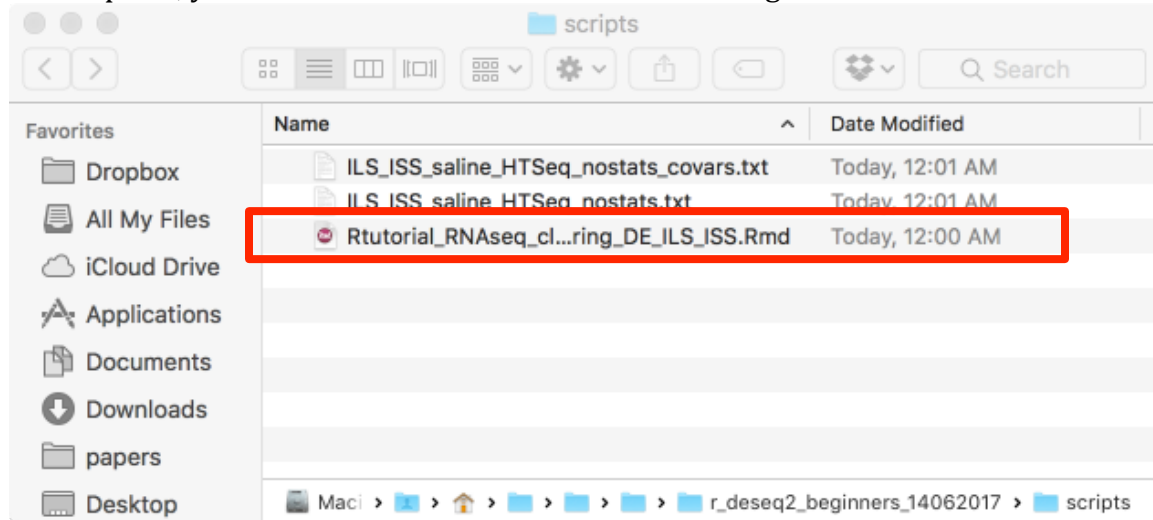 scripts
Search
Favorites
Name Date Modified
Dropbox
ILS_ISS_saline_HTSeq_nostats_covars.txt Today, 12:01 AM
ILS_ISS_saline_HTSeq_nostats.txt Today, 12:01 AM
All My Files
Rtutorial_RNAseq_cl...ring_DE_ILS_ISS.Rmd Today, 12:00 AM
iCloud Drive
Applications
Documents
Downloads
papers
Desktop
Maci › › › › › › r_deseq2_beginners_14062017 › scripts